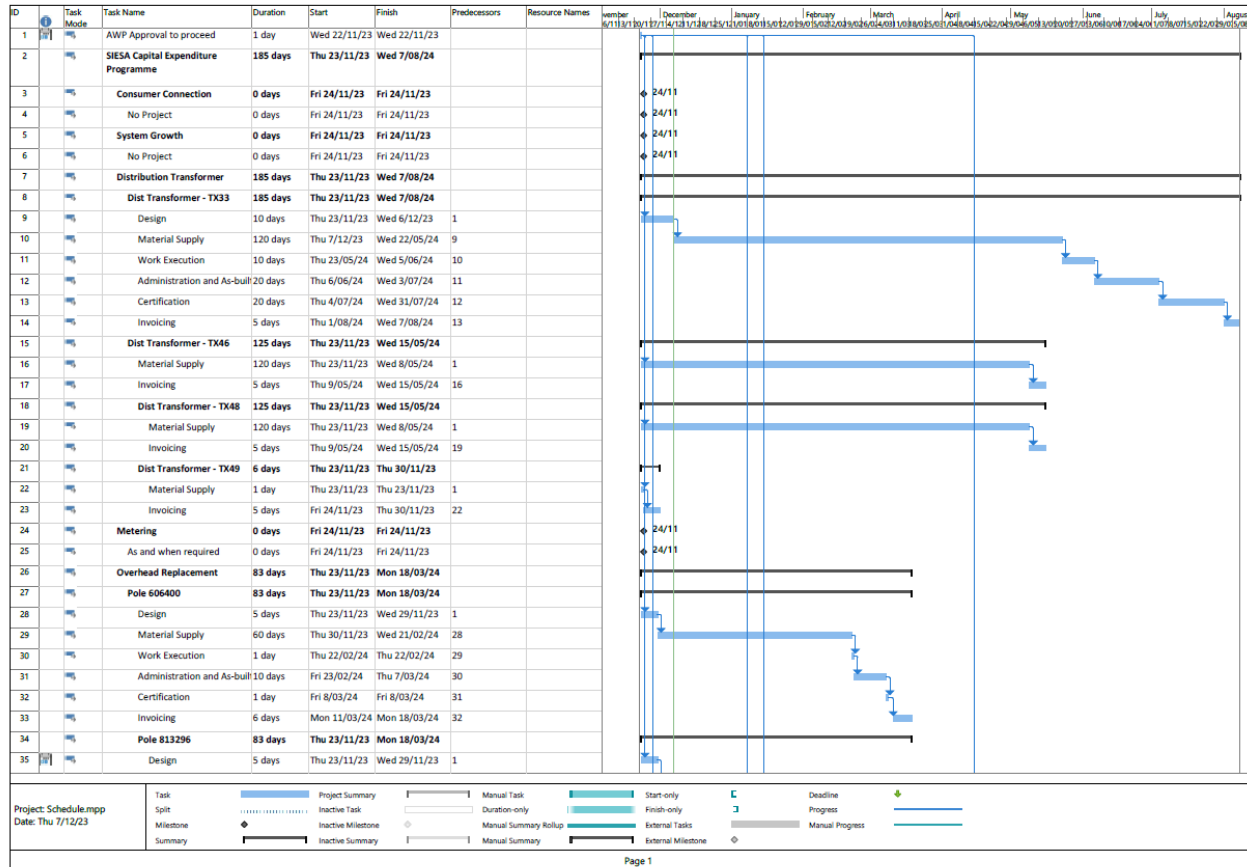 ID Task Mode Task Name Duration Start Finish Predecessors Resource Names vember December January February March April May June July Augus
1 AWP Approval to proceed 1 day Wed 22/11/23 Wed 22/11/23
2 SIESA Capital Expenditure Programme 185 days Thu 23/11/23 Wed 7/08/24
3 Consumer Connection 0 days Fri 24/11/23 Fri 24/11/23 24/11
4 No Project 0 days Fri 24/11/23 Fri 24/11/23 24/11
5 System Growth 0 days Fri 24/11/23 Fri 24/11/23 24/11
6 No Project 0 days Fri 24/11/23 Fri 24/11/23 24/11
7 Distribution Transformer 185 days Thu 23/11/23 Wed 7/08/24
8 Dist Transformer - TX33 185 days Thu 23/11/23 Wed 7/08/24
9 Design 10 days Thu 23/11/23 Wed 6/12/23 1
10 Material Supply 120 days Thu 7/12/23 Wed 22/05/24 9
11 Work Execution 10 days Thu 23/05/24 Wed 5/06/24 10
12 Administration and As-built 20 days Thu 6/06/24 Wed 3/07/24 11
13 Certification 20 days Thu 4/07/24 Wed 31/07/24 12
14 Invoicing 5 days Thu 1/08/24 Wed 7/08/24 13
15 Dist Transformer - TX46 125 days Thu 23/11/23 Wed 15/05/24
16 Material Supply 120 days Thu 23/11/23 Wed 8/05/24 1
17 Invoicing 5 days Thu 9/05/24 Wed 15/05/24 16
18 Dist Transformer - TX48 125 days Thu 23/11/23 Wed 15/05/24
19 Material Supply 120 days Thu 23/11/23 Wed 8/05/24 1
20 Invoicing 5 days Thu 9/05/24 Wed 15/05/24 19
21 Dist Transformer - TX49 6 days Thu 23/11/23 Thu 30/11/23
22 Material Supply 1 day Thu 23/11/23 Thu 23/11/23 1
23 Invoicing 5 days Fri 24/11/23 Thu 30/11/23 22
24 Metering 0 days Fri 24/11/23 Fri 24/11/23 24/11
25 As and when required 0 days Fri 24/11/23 Fri 24/11/23 24/11
26 Overhead Replacement 83 days Thu 23/11/23 Mon 18/03/24
27 Pole 606400 83 days Thu 23/11/23 Mon 18/03/24
28 Design 5 days Thu 23/11/23 Wed 29/11/23 1
29 Material Supply 60 days Thu 30/11/23 Wed 21/02/24 28
30 Work Execution 1 day Thu 22/02/24 Thu 22/02/24 29
31 Administration and As-built 10 days Fri 23/02/24 Thu 7/03/24 30
32 Certification 1 day Fri 8/03/24 Fri 8/03/24 31
33 Invoicing 6 days Mon 11/03/24 Mon 18/03/24 32
34 Pole 813296 83 days Thu 23/11/23 Mon 18/03/24
35 Design 5 days Thu 23/11/23 Wed 29/11/23 1
Project: Schedule.mpp
Date: Thu 7/12/23
Task Project Summary Manual Task Start-only Deadline
Split Inactive Task Duration-only Finish-only Progress
Milestone Inactive Milestone Manual Summary Rollup External Tasks Manual Progress
Summary Inactive Summary Manual Summary External Milestone
Page 1